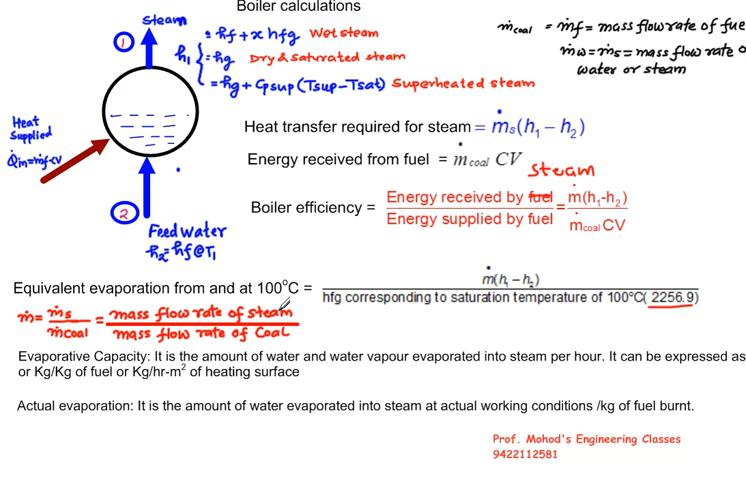 Boiler calculations
Steam
1
h₁ = hf + x hfg Wet steam
= hg Dry & Saturated steam
= hg + Cpsup (Tsup – Tsat) Superheated steam
ṁcoal = ṁf = mass flow rate of fue
ṁw = ṁs = mass flow rate o
water or steam
Heat
Supplied
Q̇in = ṁf·CV
Heat transfer required for steam = ṁs(h₁ – h₂)
Energy received from fuel = ṁcoal CV
steam
Boiler efficiency = Energy received by fuel / Energy supplied by fuel = ṁ(h₁-h₂) / ṁcoal CV
2
Feed water
h₂ = hf @ T₁
Equivalent evaporation from and at 100°C = ṁ(h₁ – h₂) / hfg corresponding to saturation temperature of 100°C( 2256.9)
ṁ = ṁs / ṁcoal = mass flow rate of steam / mass flow rate of Coal
Evaporative Capacity: It is the amount of water and water vapour evaporated into steam per hour. It can be expressed as
or Kg/Kg of fuel or Kg/hr-m² of heating surface
Actual evaporation: It is the amount of water evaporated into steam at actual working conditions /kg of fuel burnt.
Prof. Mohod's Engineering Classes
9422112581